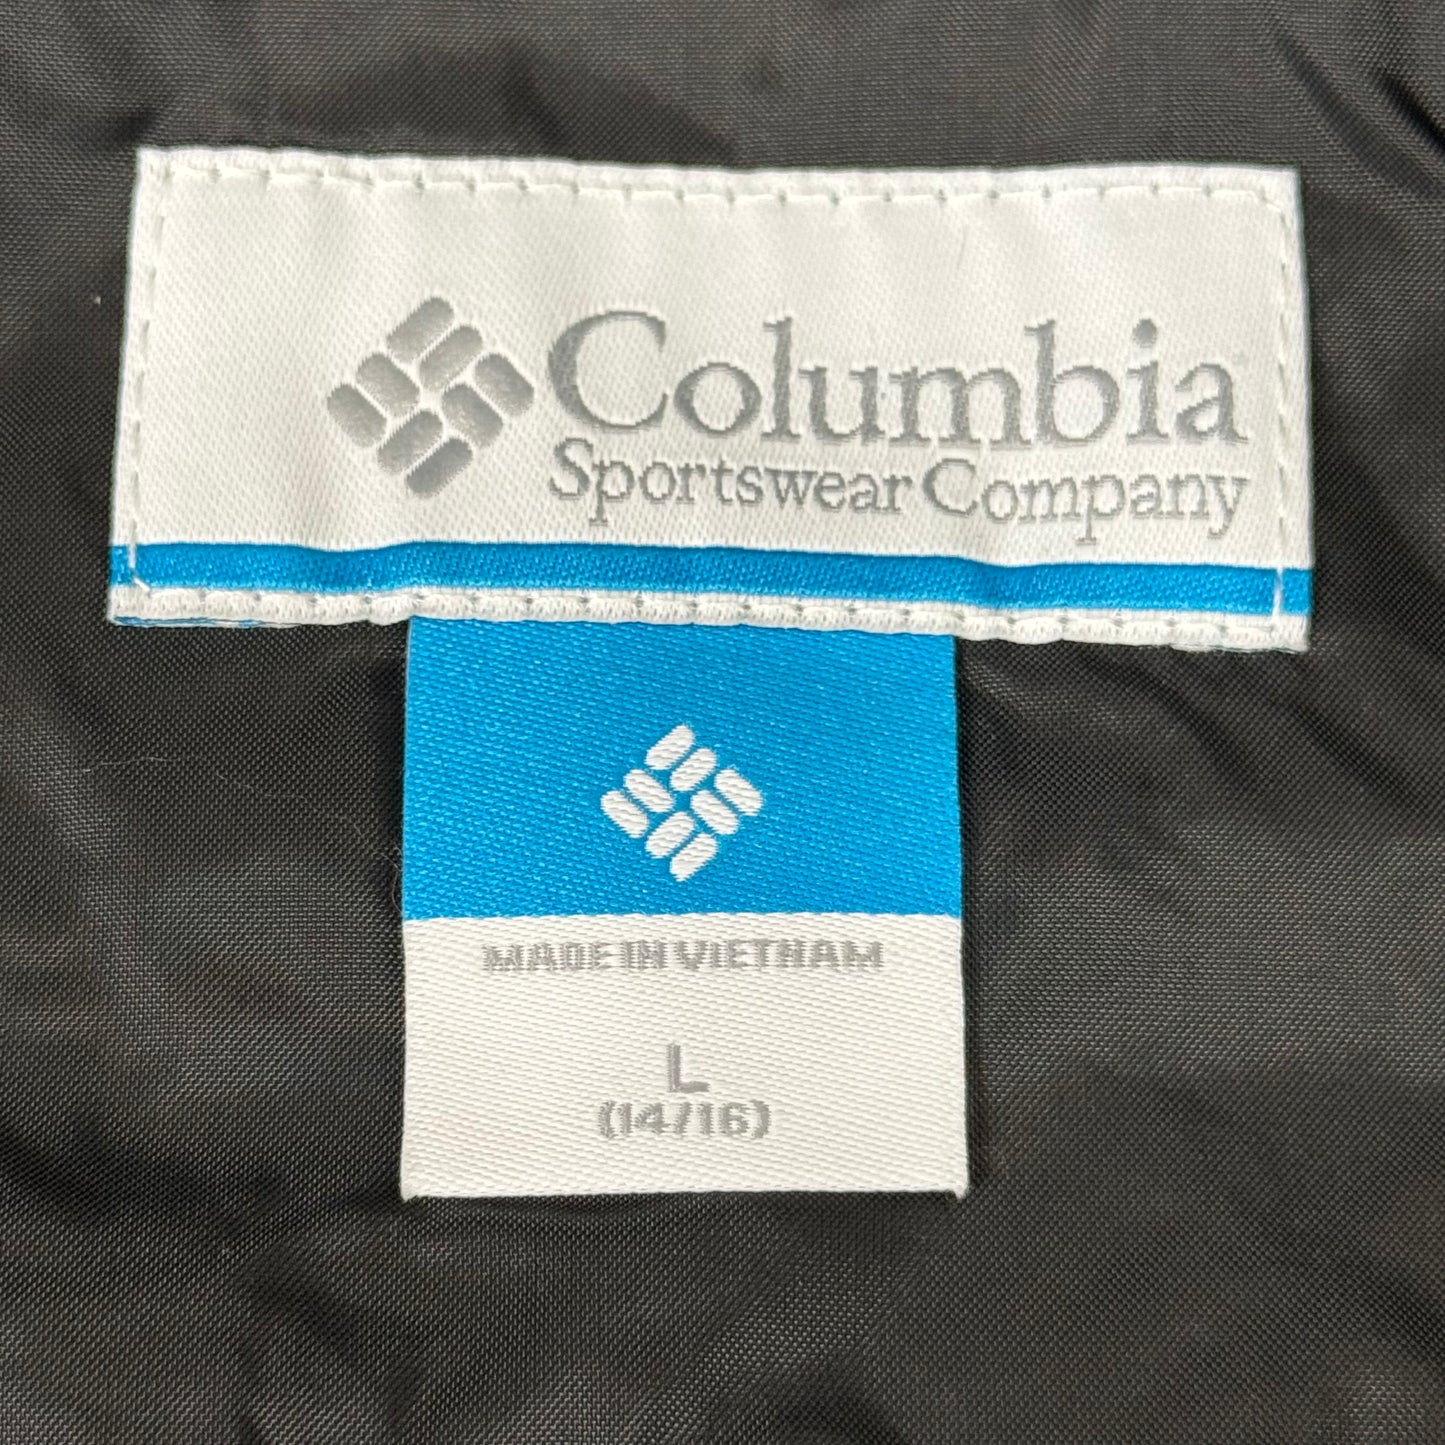 Columbia
Sportswear Company
MADE IN VIETNAM
L
(14/16)